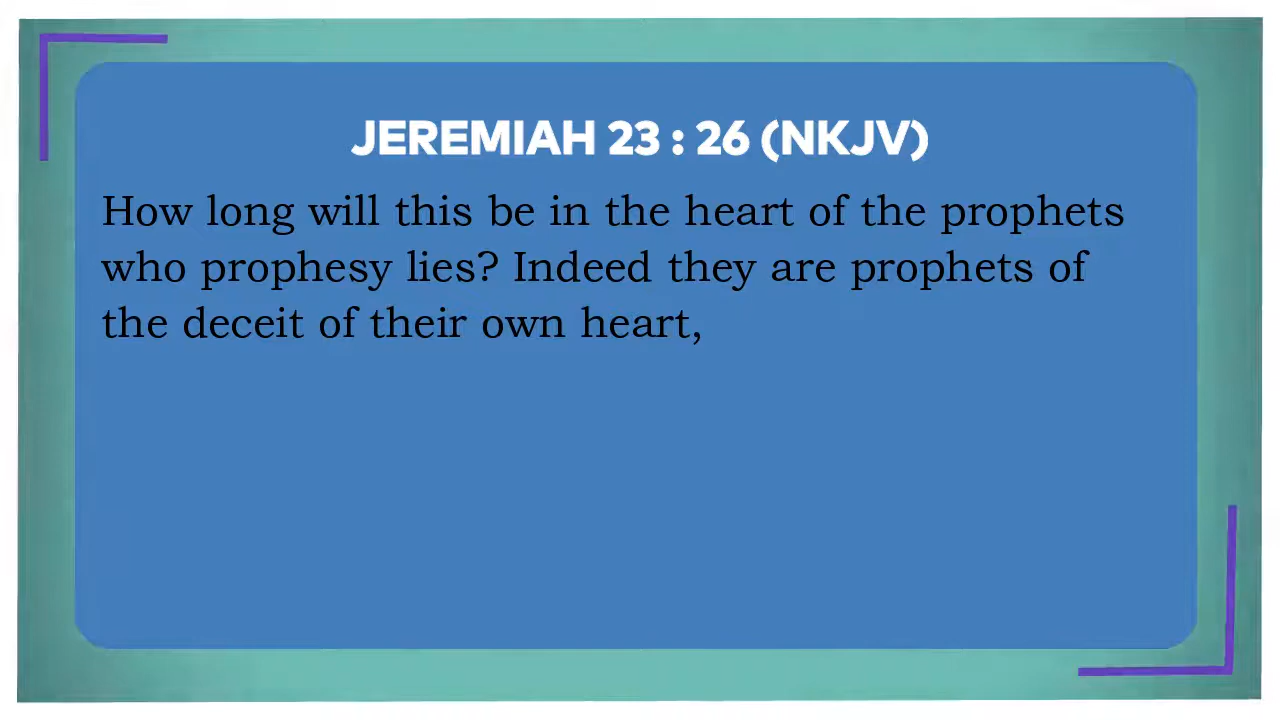 JEREMIAH 23 : 26 (NKJV)
How long will this be in the heart of the prophets
who prophesy lies? Indeed they are prophets of
the deceit of their own heart,